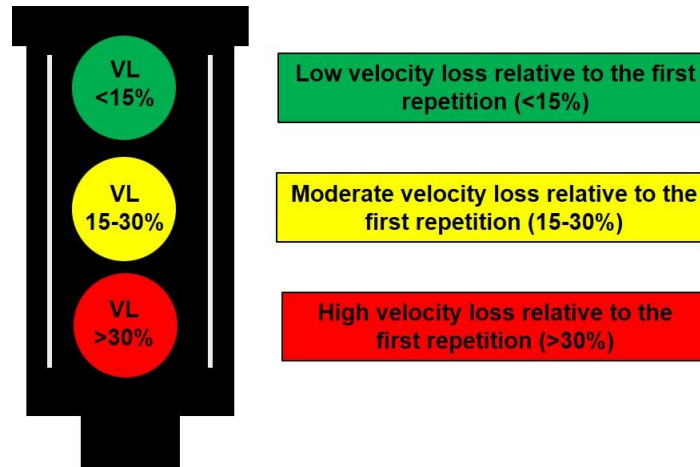 VL
<15%
Low velocity loss relative to the first
repetition (<15%)
VL
15-30%
Moderate velocity loss relative to the
first repetition (15-30%)
VL
>30%
High velocity loss relative to the
first repetition (>30%)